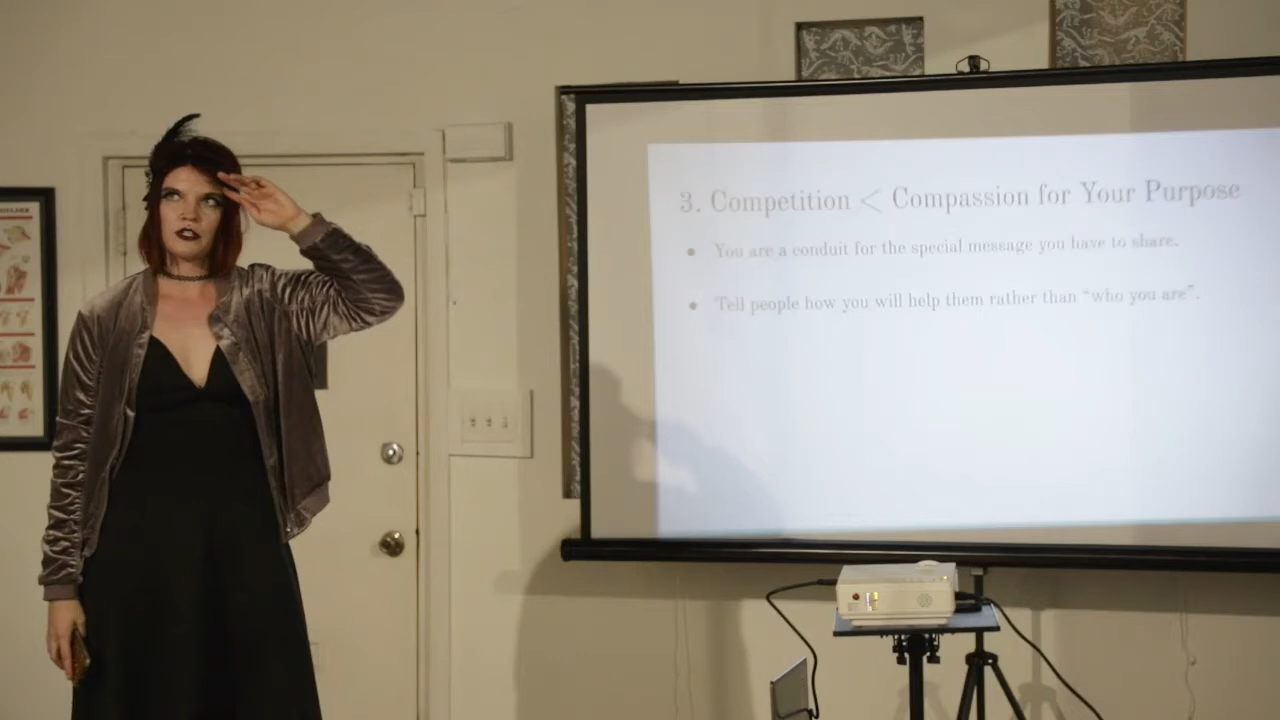 3. Competition < Compassion for Your Purpose
● You are a conduit for the special message you have to share.
● Tell people how you will help them rather than “who you are”.